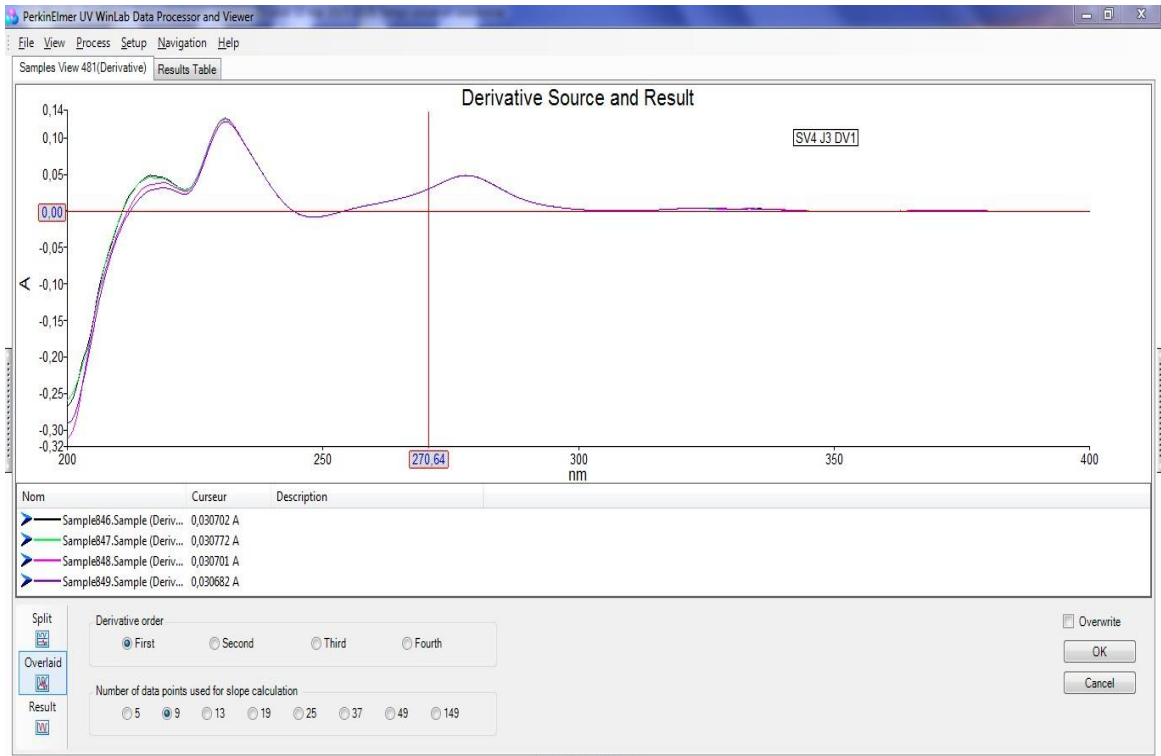 PerkinElmer UV WinLab Data Processor and Viewer
File View Process Setup Navigation Help
Samples View 481(Derivative) Results Table
Derivative Source and Result
SV4 J3 DV1
0,14
0,10
0,05
0,00
-0,05
-0,10
-0,15
-0,20
-0,25
-0,30
-0,32
A
200 250 270,64 300 350 400
nm
Nom Curseur Description
Sample846.Sample (Deriv... 0,030702 A
Sample847.Sample (Deriv... 0,030772 A
Sample848.Sample (Deriv... 0,030701 A
Sample849.Sample (Deriv... 0,030682 A
Split
Overlaid
Result
Derivative order
First Second Third Fourth
Number of data points used for slope calculation
5 9 13 19 25 37 49 149
Overwrite
OK
Cancel